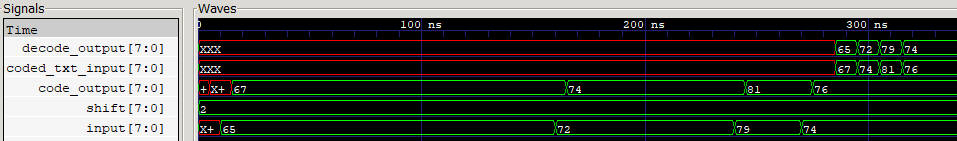 Signals Waves
Time 0 100 ns 200 ns 300 ns
decode_output[7:0] XXX 65 72 79 74
coded_txt_input[7:0] XXX 67 74 81 76
code_output[7:0] + X+ 67 74 81 76
shift[7:0] 2
input[7:0] X+ 65 72 79 74